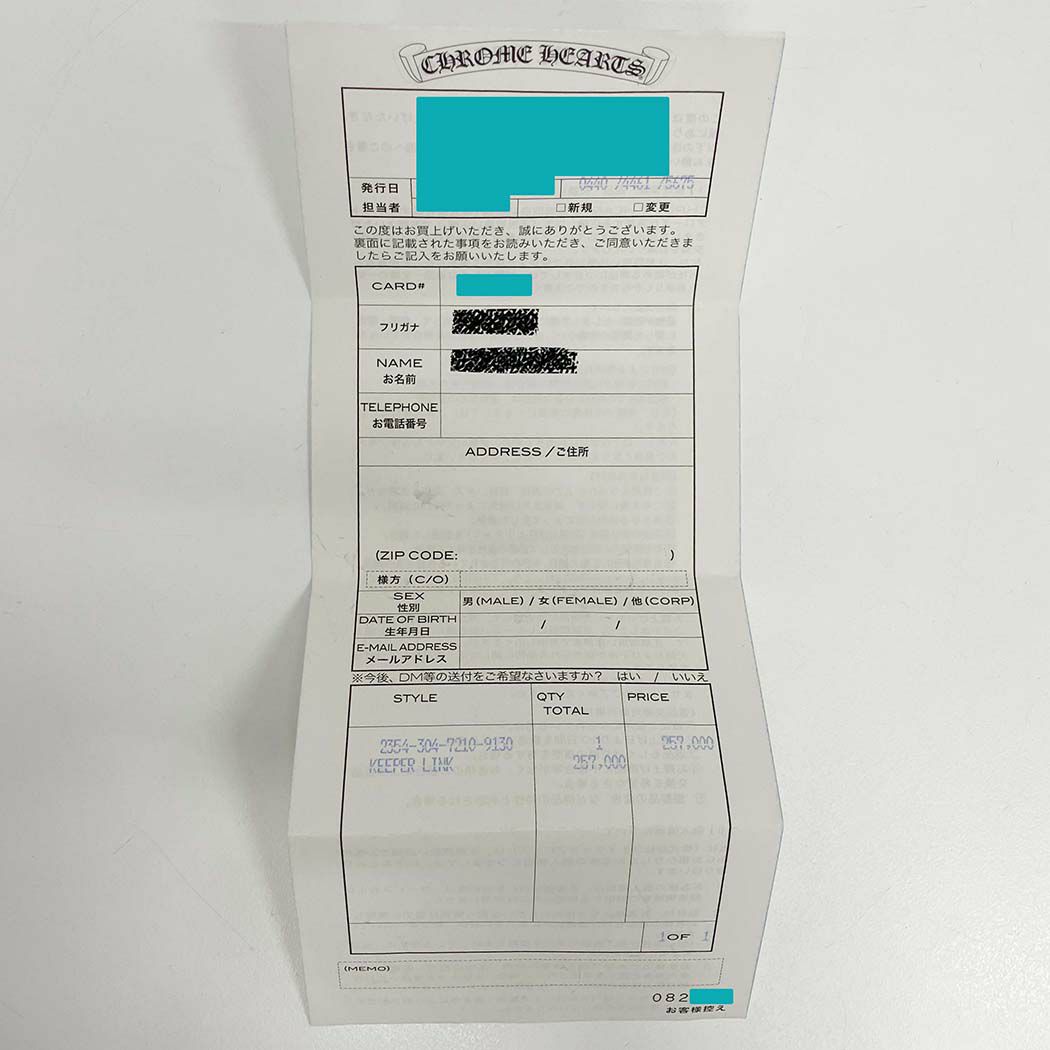 CHROME HEARTS
0440 /4461 /5675
発行日
担当者 □新規 □変更
この度はお買上げいただき、誠にありがとうございます。
裏面に記載された事項をお読みいただき、ご同意いただきま
したらご記入をお願いいたします。
CARD#
フリガナ
NAME
お名前
TELEPHONE
お電話番号
ADDRESS /ご住所
(ZIP CODE: )
様方 (C/O)
SEX
性別
男(MALE) / 女(FEMALE) / 他(CORP)
DATE OF BIRTH
生年月日
/ /
E-MAIL ADDRESS
メールアドレス
※今後、DM等の送付をご希望なさいますか? はい / いいえ
STYLE QTY PRICE
TOTAL
2354-304-7210-9130 1 257,000
KEEPER LINK 257,000
1 OF 1
(MEMO)
082
お客様控え